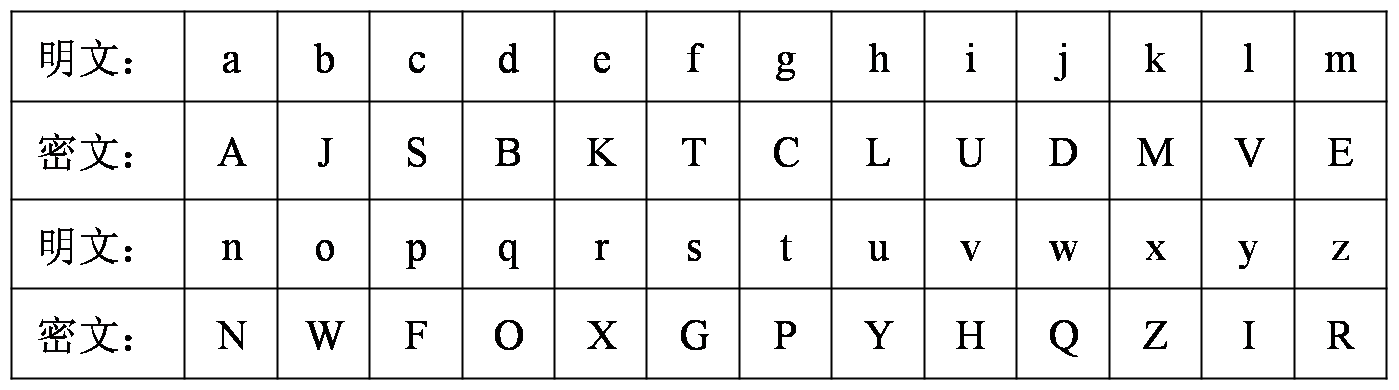 明文： a b c d e f g h i j k l m
密文： A J S B K T C L U D M V E
明文： n o p q r s t u v w x y z
密文： N W F O X G P Y H Q Z I R